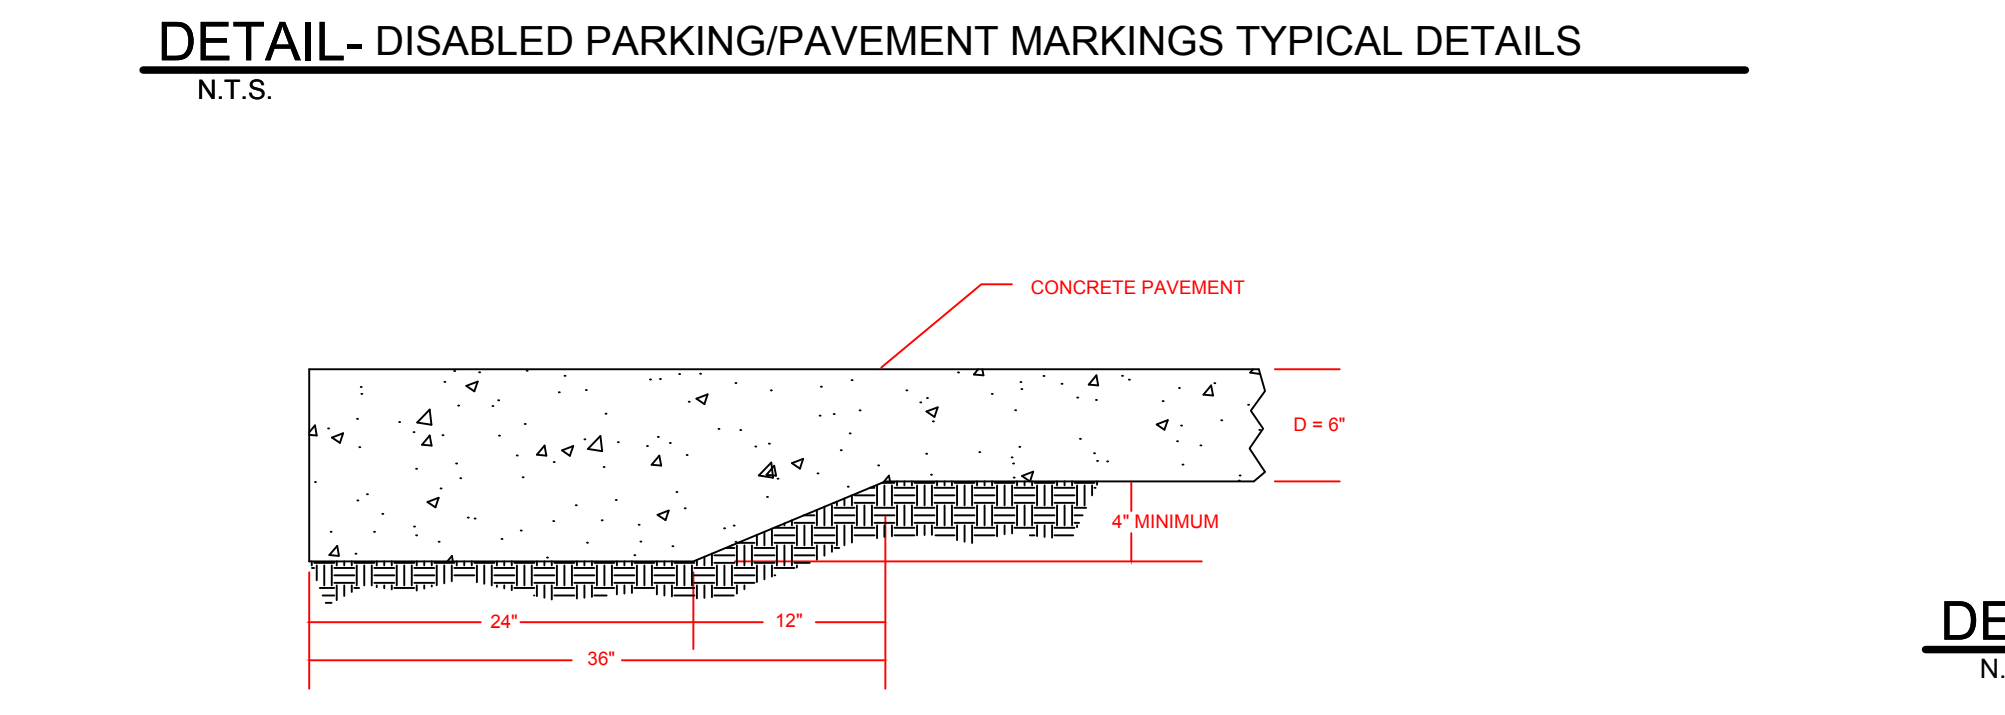 DETAIL- DISABLED PARKING/PAVEMENT MARKINGS TYPICAL DETAILS
N.T.S.
CONCRETE PAVEMENT
D = 6"
4" MINIMUM
24"
12"
36"
DE
N.